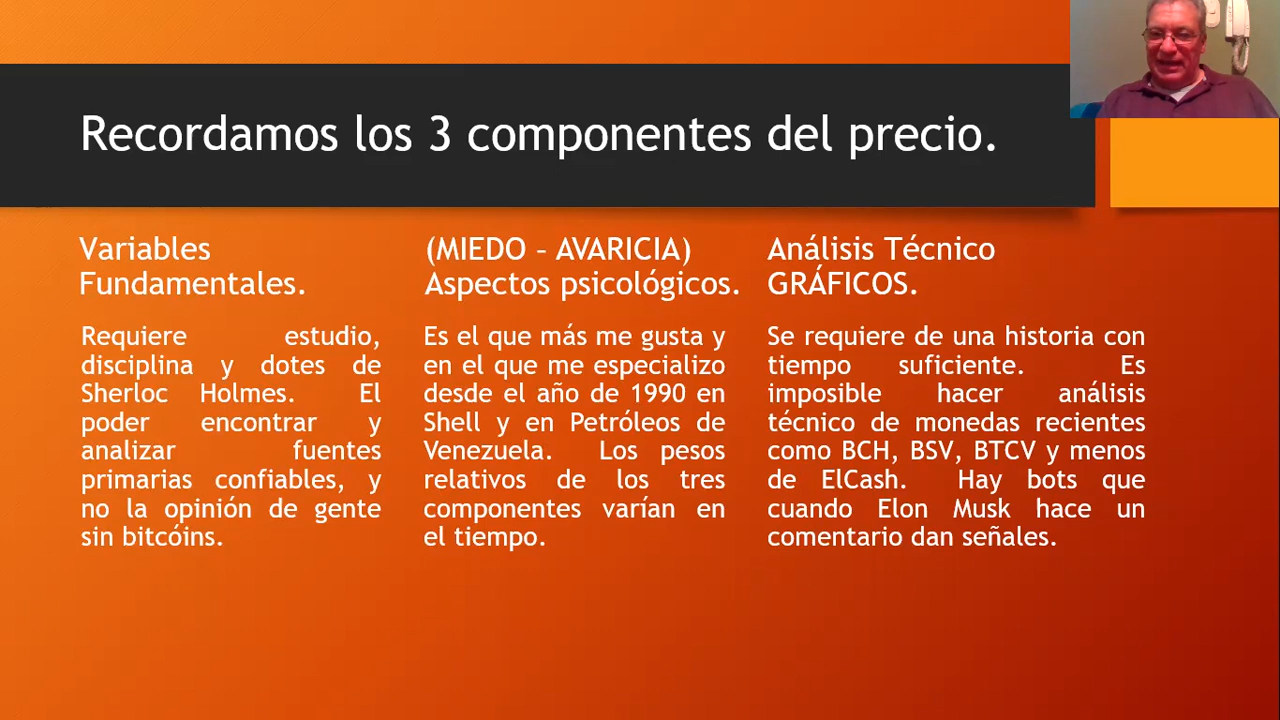 Recordamos los 3 componentes del precio.
Variables
Fundamentales.
Requiere estudio,
disciplina y dotes de
Sherloc Holmes. El
poder encontrar y
analizar fuentes
primarias confiables, y
no la opinión de gente
sin bitcóins.
(MIEDO – AVARICIA)
Aspectos psicológicos.
Es el que más me gusta y
en el que me especializo
desde el año de 1990 en
Shell y en Petróleos de
Venezuela. Los pesos
relativos de los tres
componentes varían en
el tiempo.
Análisis Técnico
GRÁFICOS.
Se requiere de una historia con
tiempo suficiente. Es
imposible hacer análisis
técnico de monedas recientes
como BCH, BSV, BTCV y menos
de ElCash. Hay bots que
cuando Elon Musk hace un
comentario dan señales.